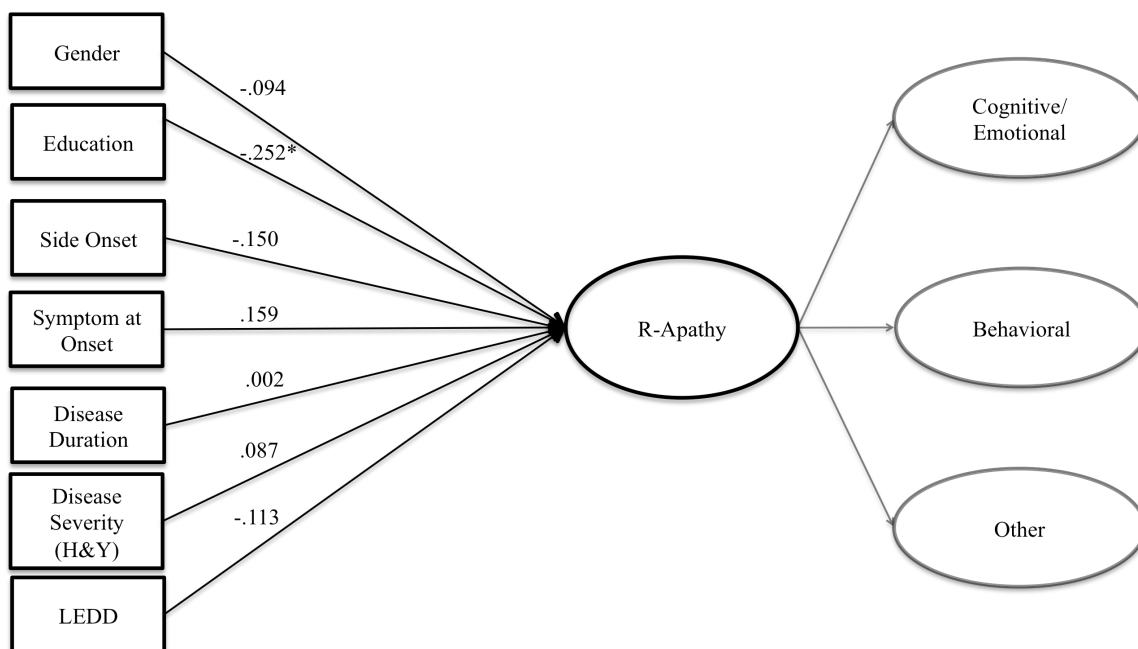 Gender
Education
Side Onset
Symptom at
Onset
Disease
Duration
Disease
Severity
(H&Y)
LEDD
-.094
-.252*
-.150
.159
.002
.087
-.113
R-Apathy
Cognitive/
Emotional
Behavioral
Other